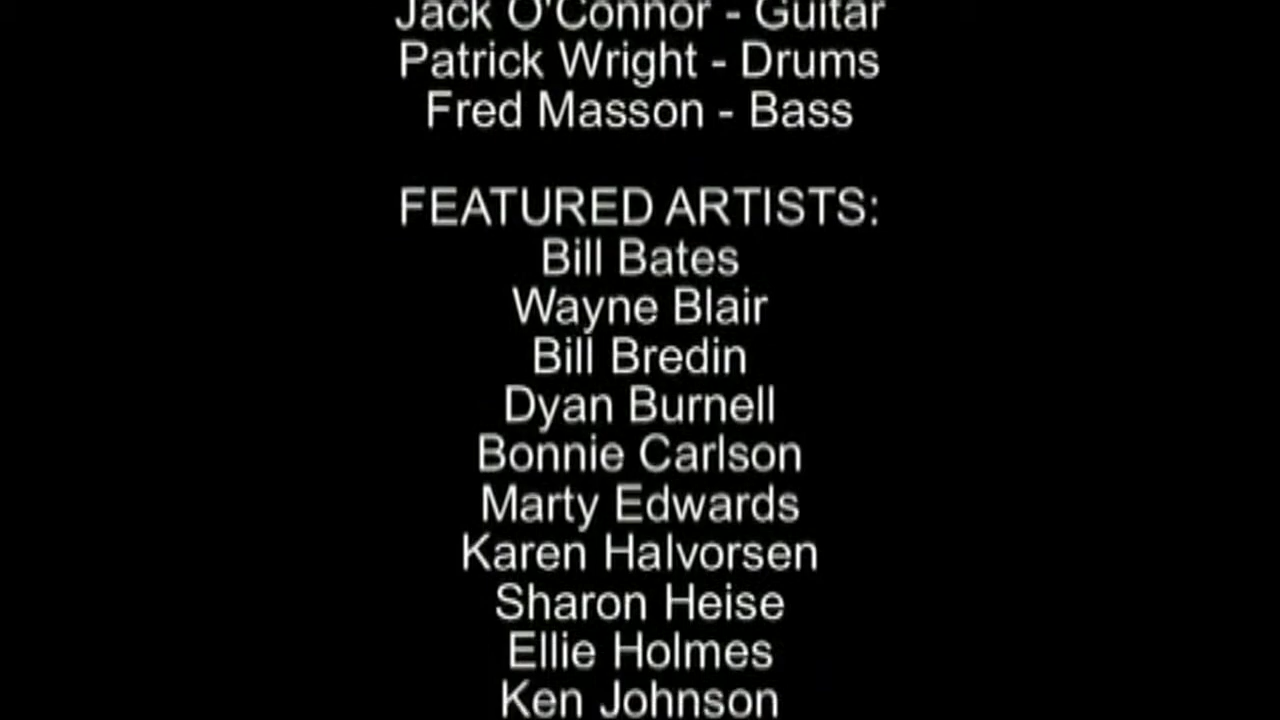 Jack O'Connor - Guitar
Patrick Wright - Drums
Fred Masson - Bass
FEATURED ARTISTS:
Bill Bates
Wayne Blair
Bill Bredin
Dyan Burnell
Bonnie Carlson
Marty Edwards
Karen Halvorsen
Sharon Heise
Ellie Holmes
Ken Johnson